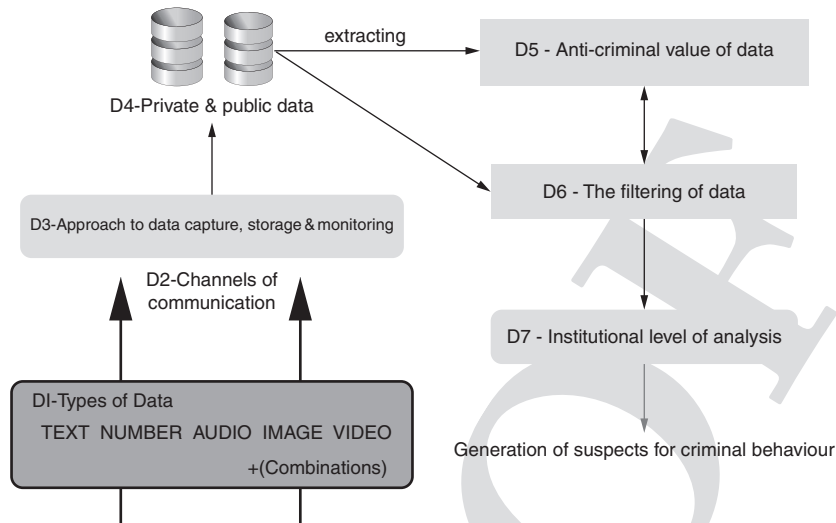 extracting
D5 - Anti-criminal value of data
D4-Private & public data
D6 - The filtering of data
D3-Approach to data capture, storage & monitoring
D2-Channels of
communication
D7 - Institutional level of analysis
DI-Types of Data
TEXT NUMBER AUDIO IMAGE VIDEO
+(Combinations)
Generation of suspects for criminal behaviour